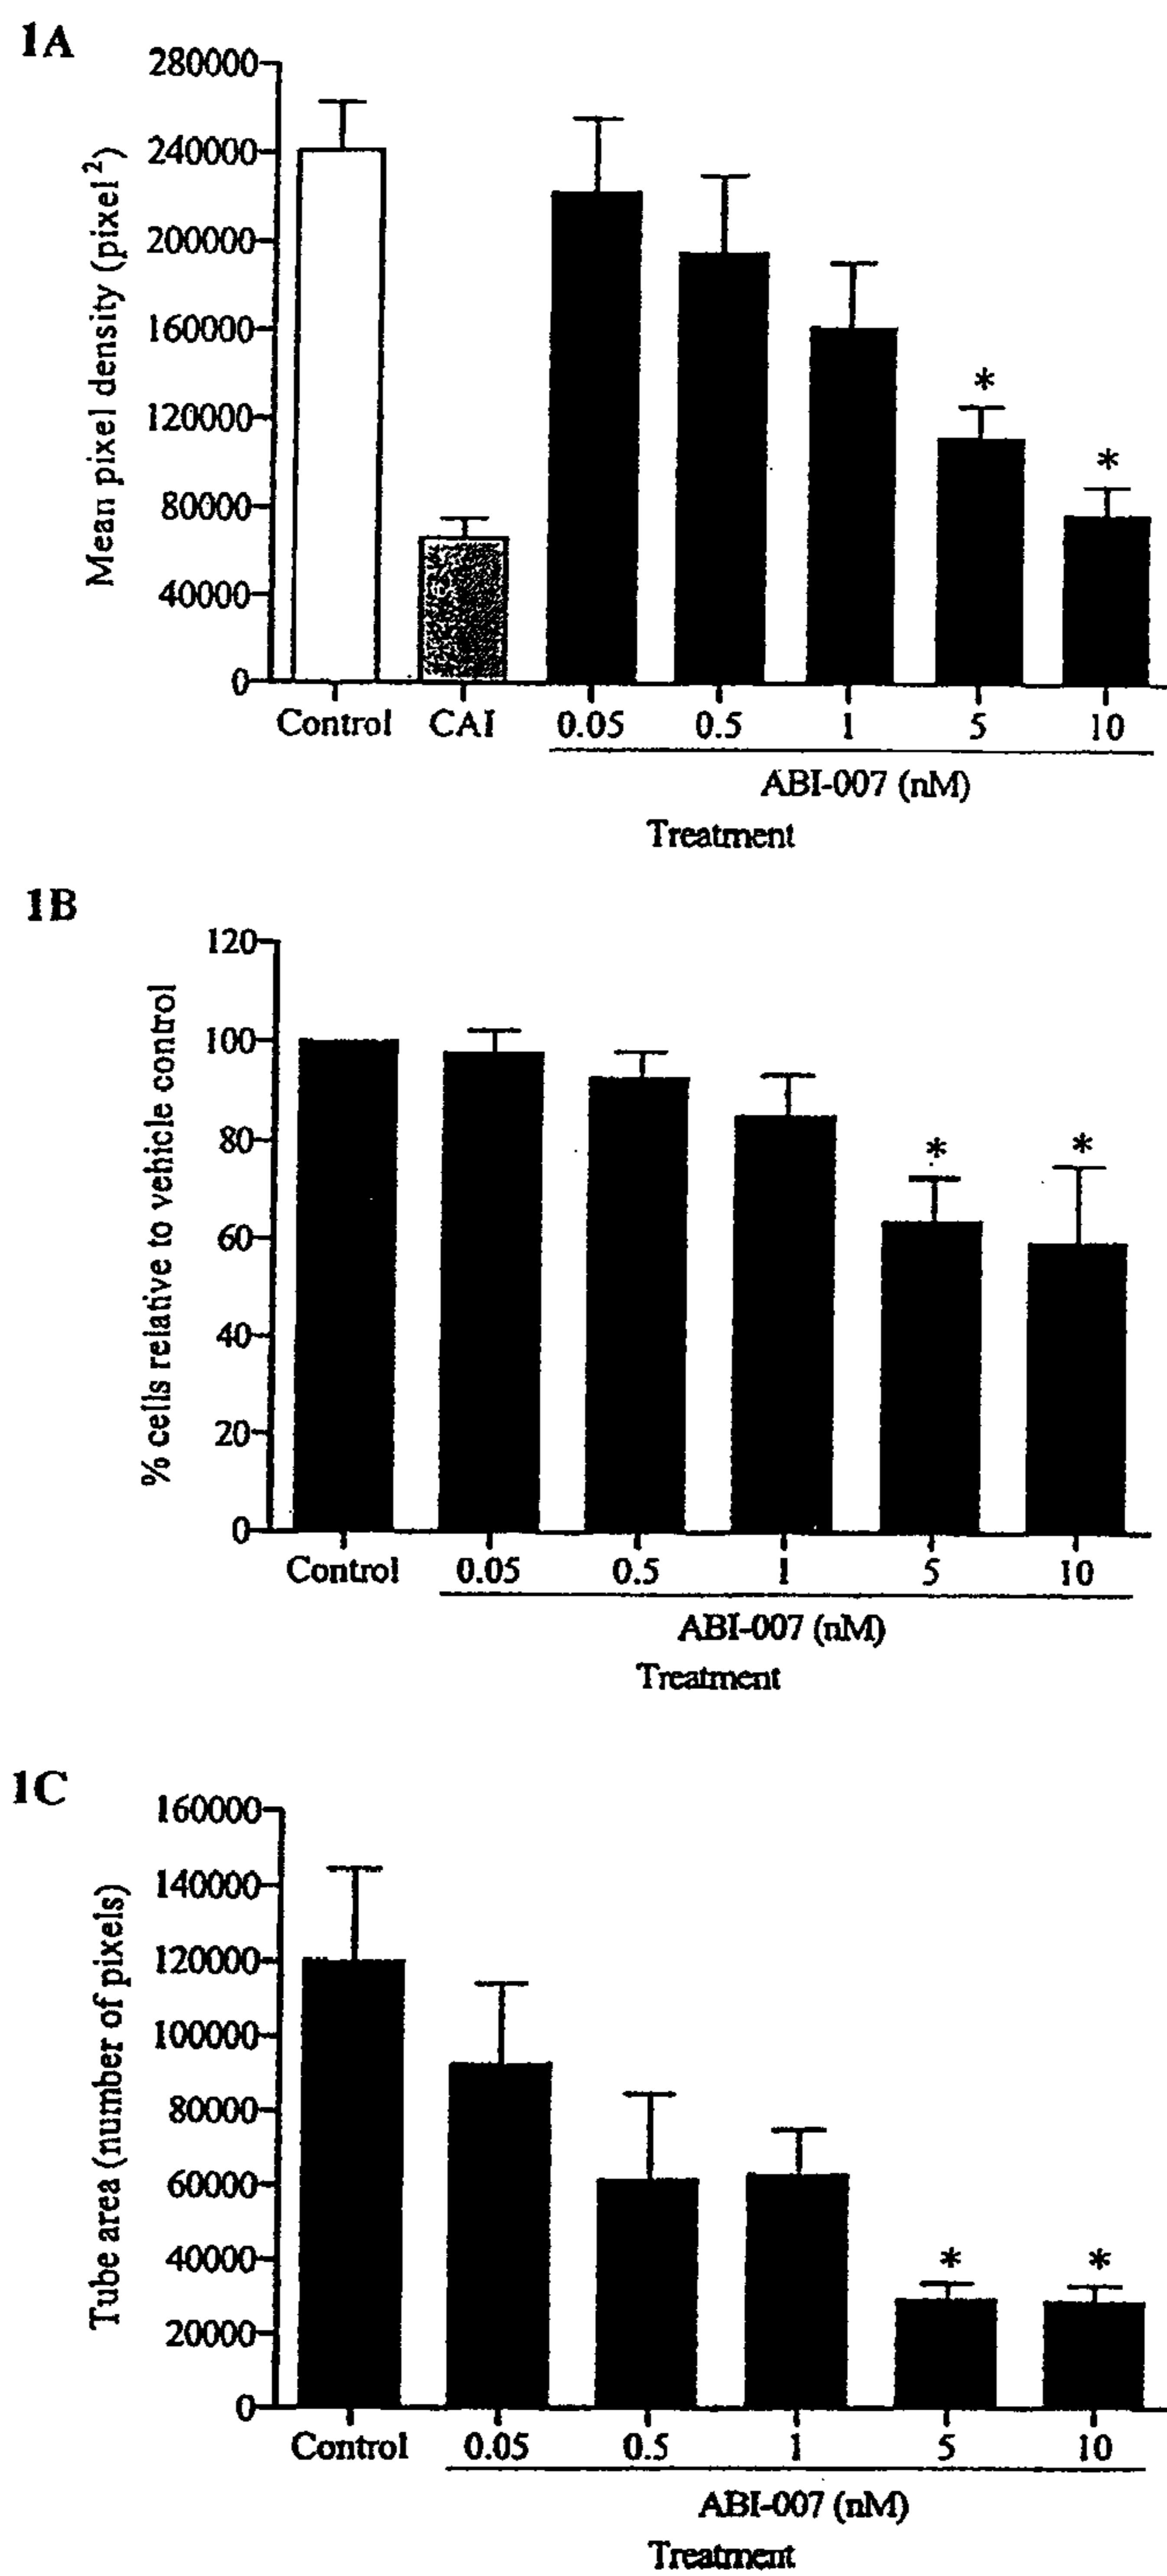 1A
Mean pixel density (pixel²)
280000
240000
200000
160000
120000
80000
40000
0
*
*
Control CAI 0.05 0.5 1 5 10
ABI-007 (nM)
Treatment
1B
% cells relative to vehicle control
120
100
80
60
40
20
0
*
*
Control 0.05 0.5 1 5 10
ABI-007 (nM)
Treatment
1C
Tube area (number of pixels)
160000
140000
120000
100000
80000
60000
40000
20000
0
* *
Control 0.05 0.5 1 5 10
ABI-007 (nM)
Treatment